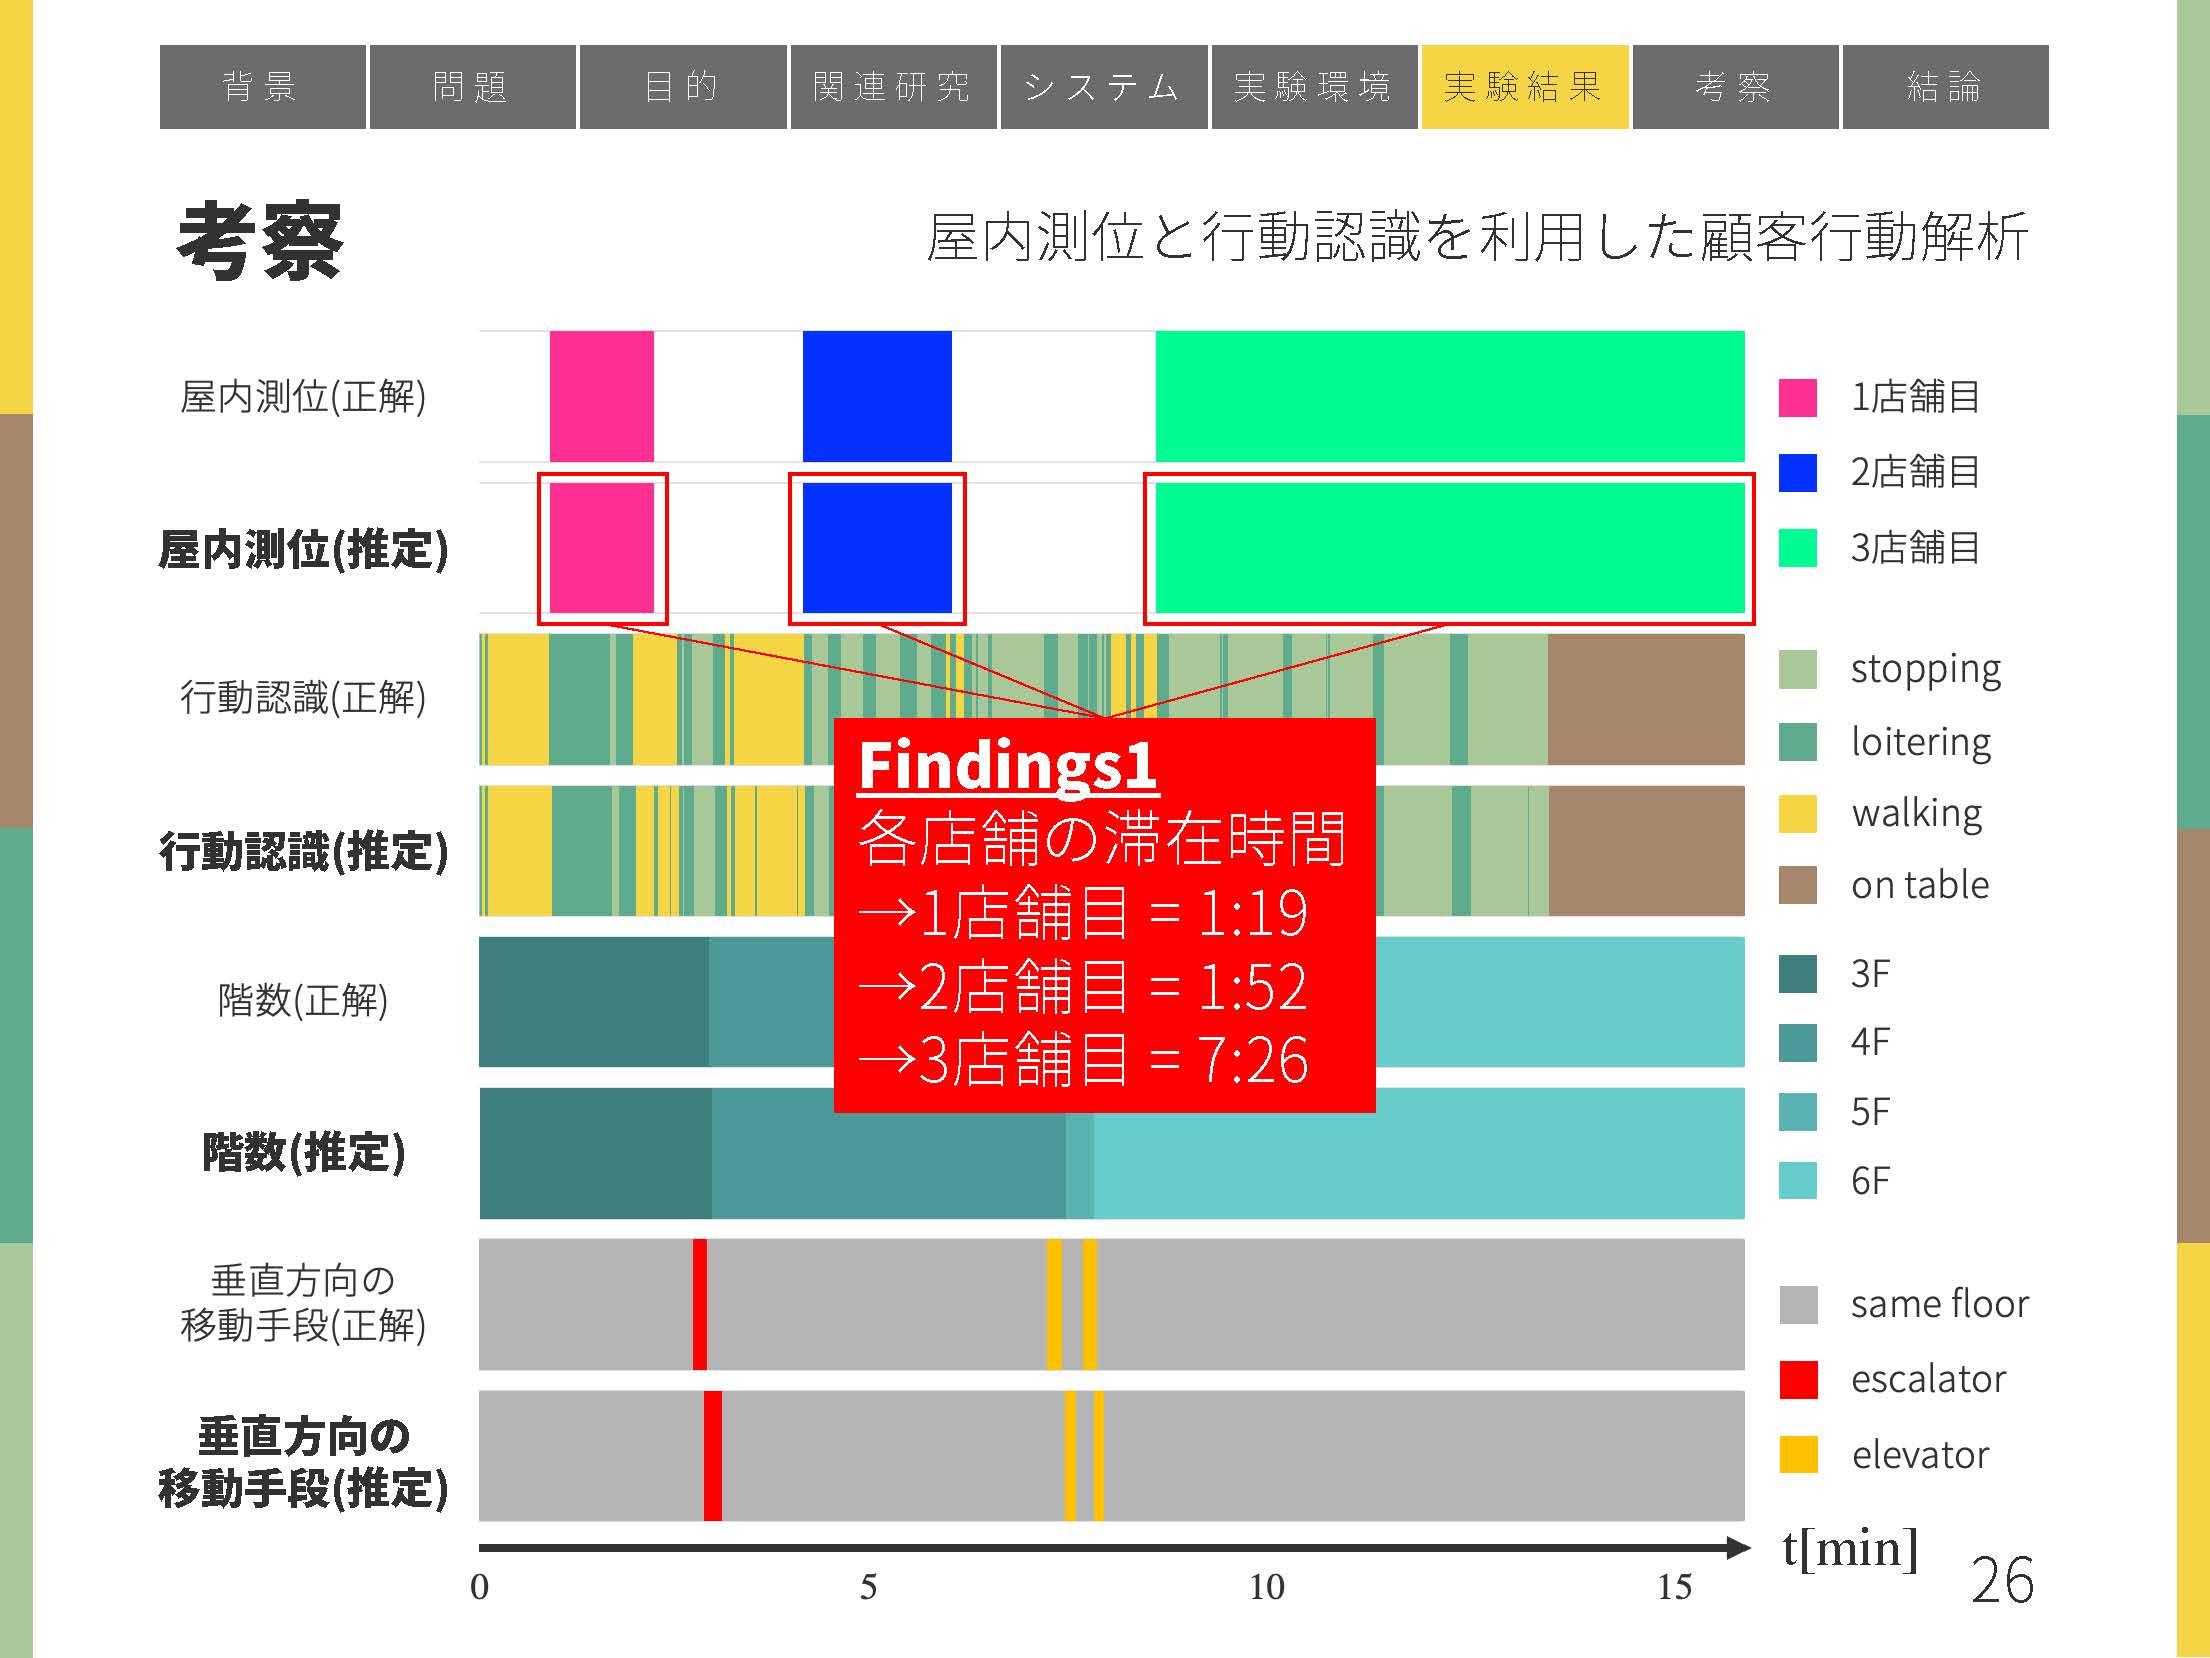 背景 問題 目的 関連研究 システム 実験環境 実験結果 考察 結論
考察
屋内測位と行動認識を利用した顧客行動解析
屋内測位(正解)
屋内測位(推定)
行動認識(正解)
行動認識(推定)
階数(正解)
階数(推定)
垂直方向の
移動手段(正解)
垂直方向の
移動手段(推定)
1店舗目
2店舗目
3店舗目
stopping
loitering
walking
on table
3F
4F
5F
6F
same floor
escalator
elevator
Findings1
各店舗の滞在時間
→1店舗目 = 1:19
→2店舗目 = 1:52
→3店舗目 = 7:26
0 5 10 15
t[min]
26